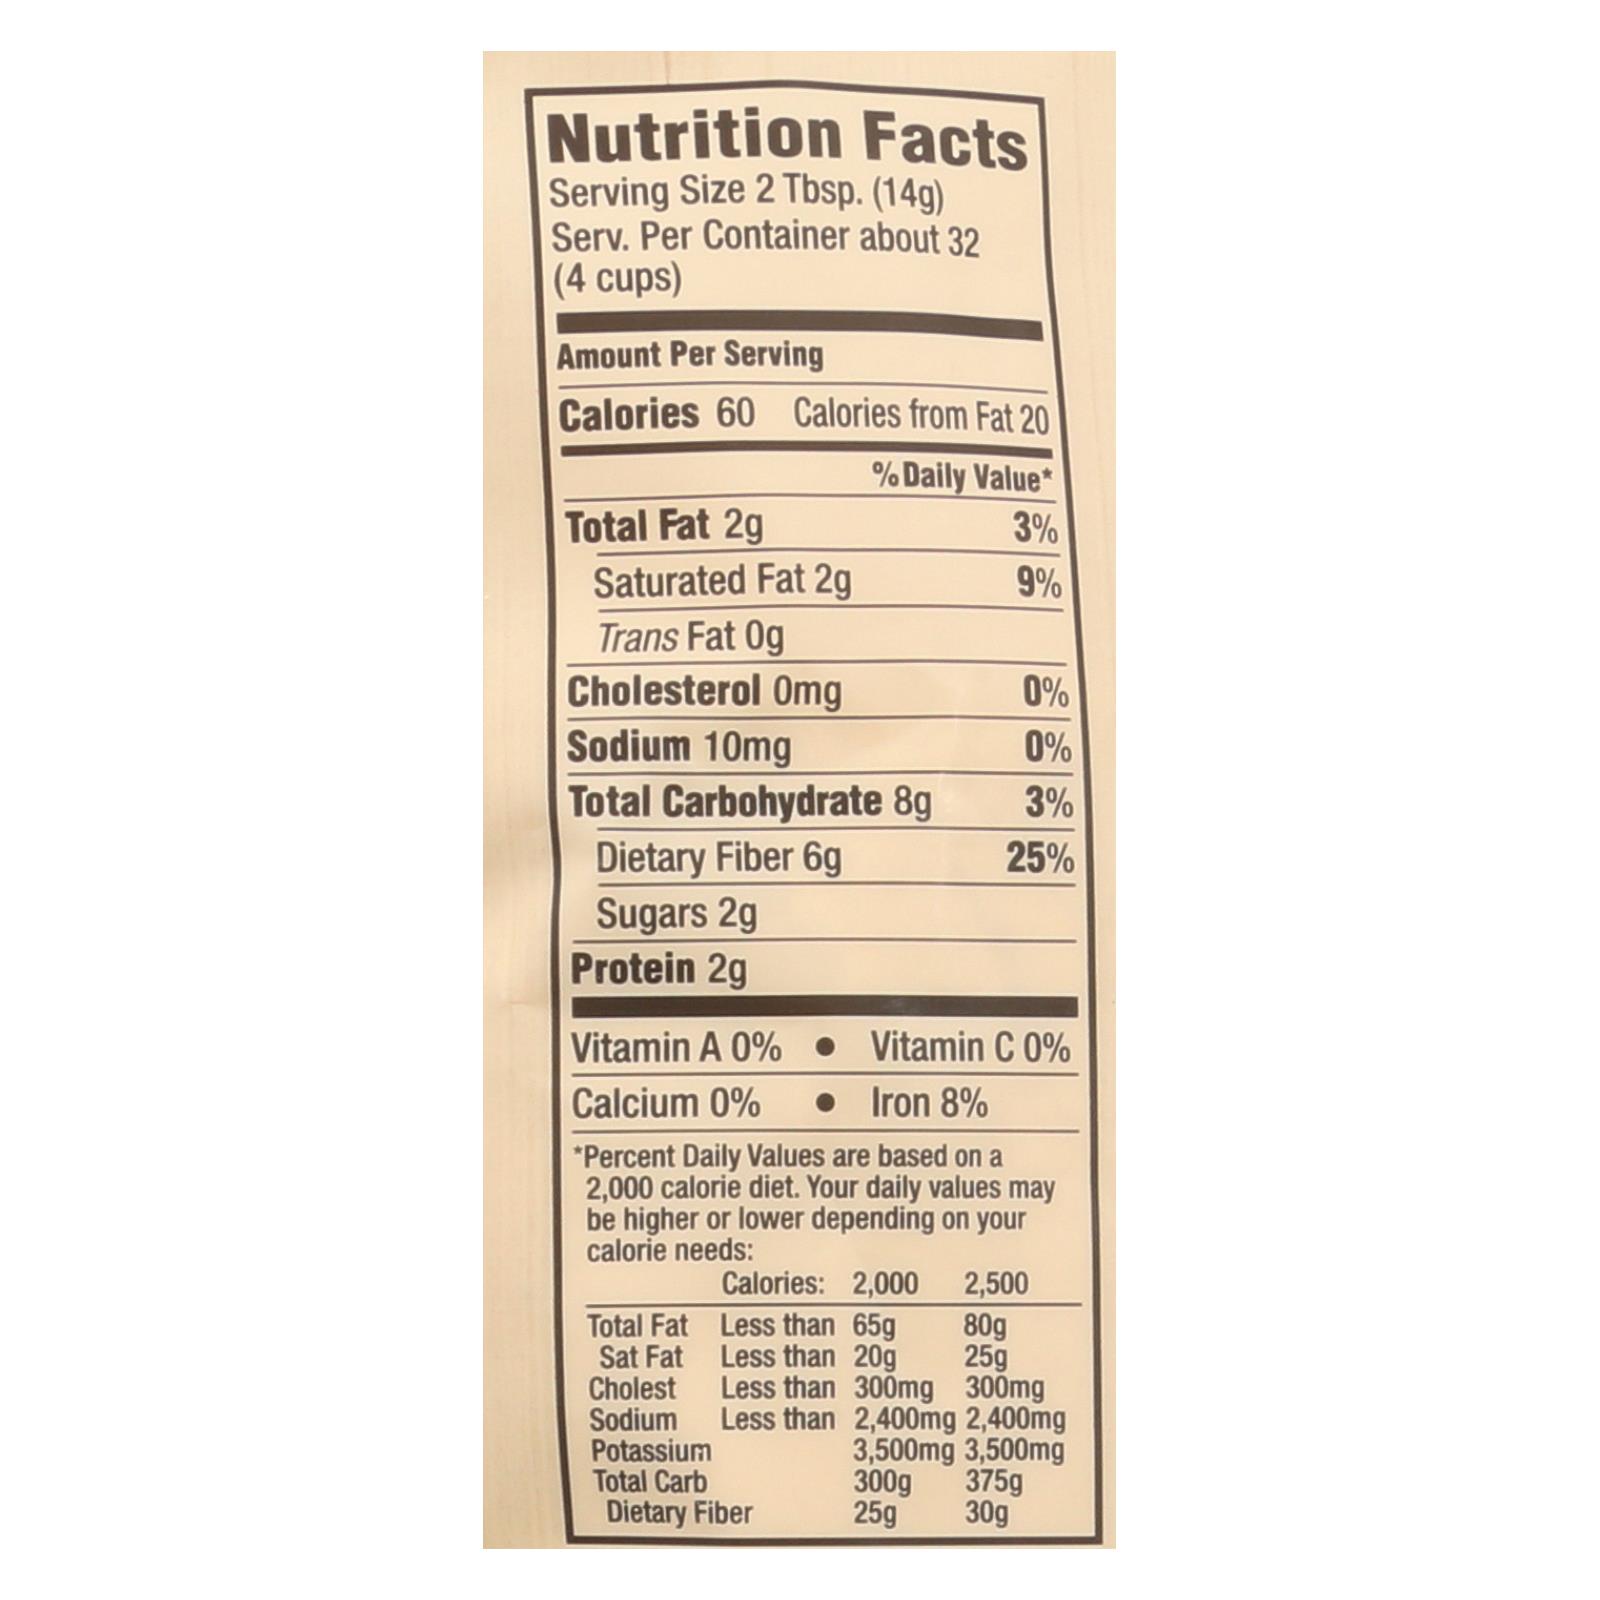 Nutrition Facts
Serving Size 2 Tbsp. (14g)
Serv. Per Container about 32
(4 cups)
Amount Per Serving
Calories 60 Calories from Fat 20
% Daily Value*
Total Fat 2g 3%
Saturated Fat 2g 9%
Trans Fat 0g
Cholesterol 0mg 0%
Sodium 10mg 0%
Total Carbohydrate 8g 3%
Dietary Fiber 6g 25%
Sugars 2g
Protein 2g
Vitamin A 0% ● Vitamin C 0%
Calcium 0% ● Iron 8%
*Percent Daily Values are based on a
2,000 calorie diet. Your daily values may
be higher or lower depending on your
calorie needs:
Calories: 2,000 2,500
Total Fat Less than 65g 80g
Sat Fat Less than 20g 25g
Cholest Less than 300mg 300mg
Sodium Less than 2,400mg 2,400mg
Potassium 3,500mg 3,500mg
Total Carb 300g 375g
Dietary Fiber 25g 30g